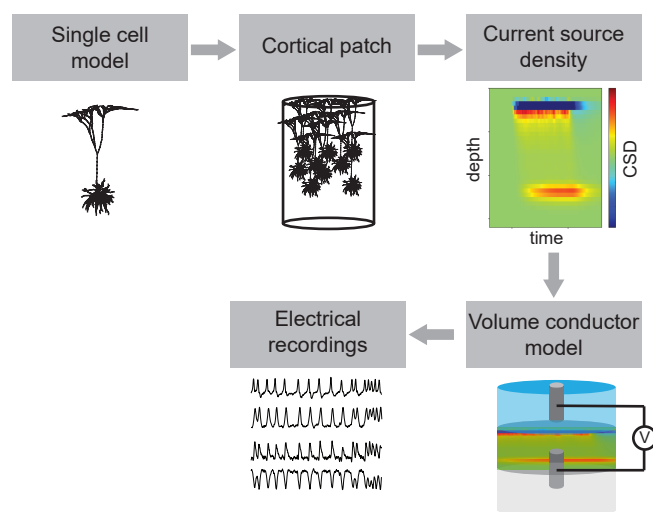 Single cell
model
Cortical patch
Current source
density
depth
CSD
time
Volume conductor
model
Electrical
recordings
V